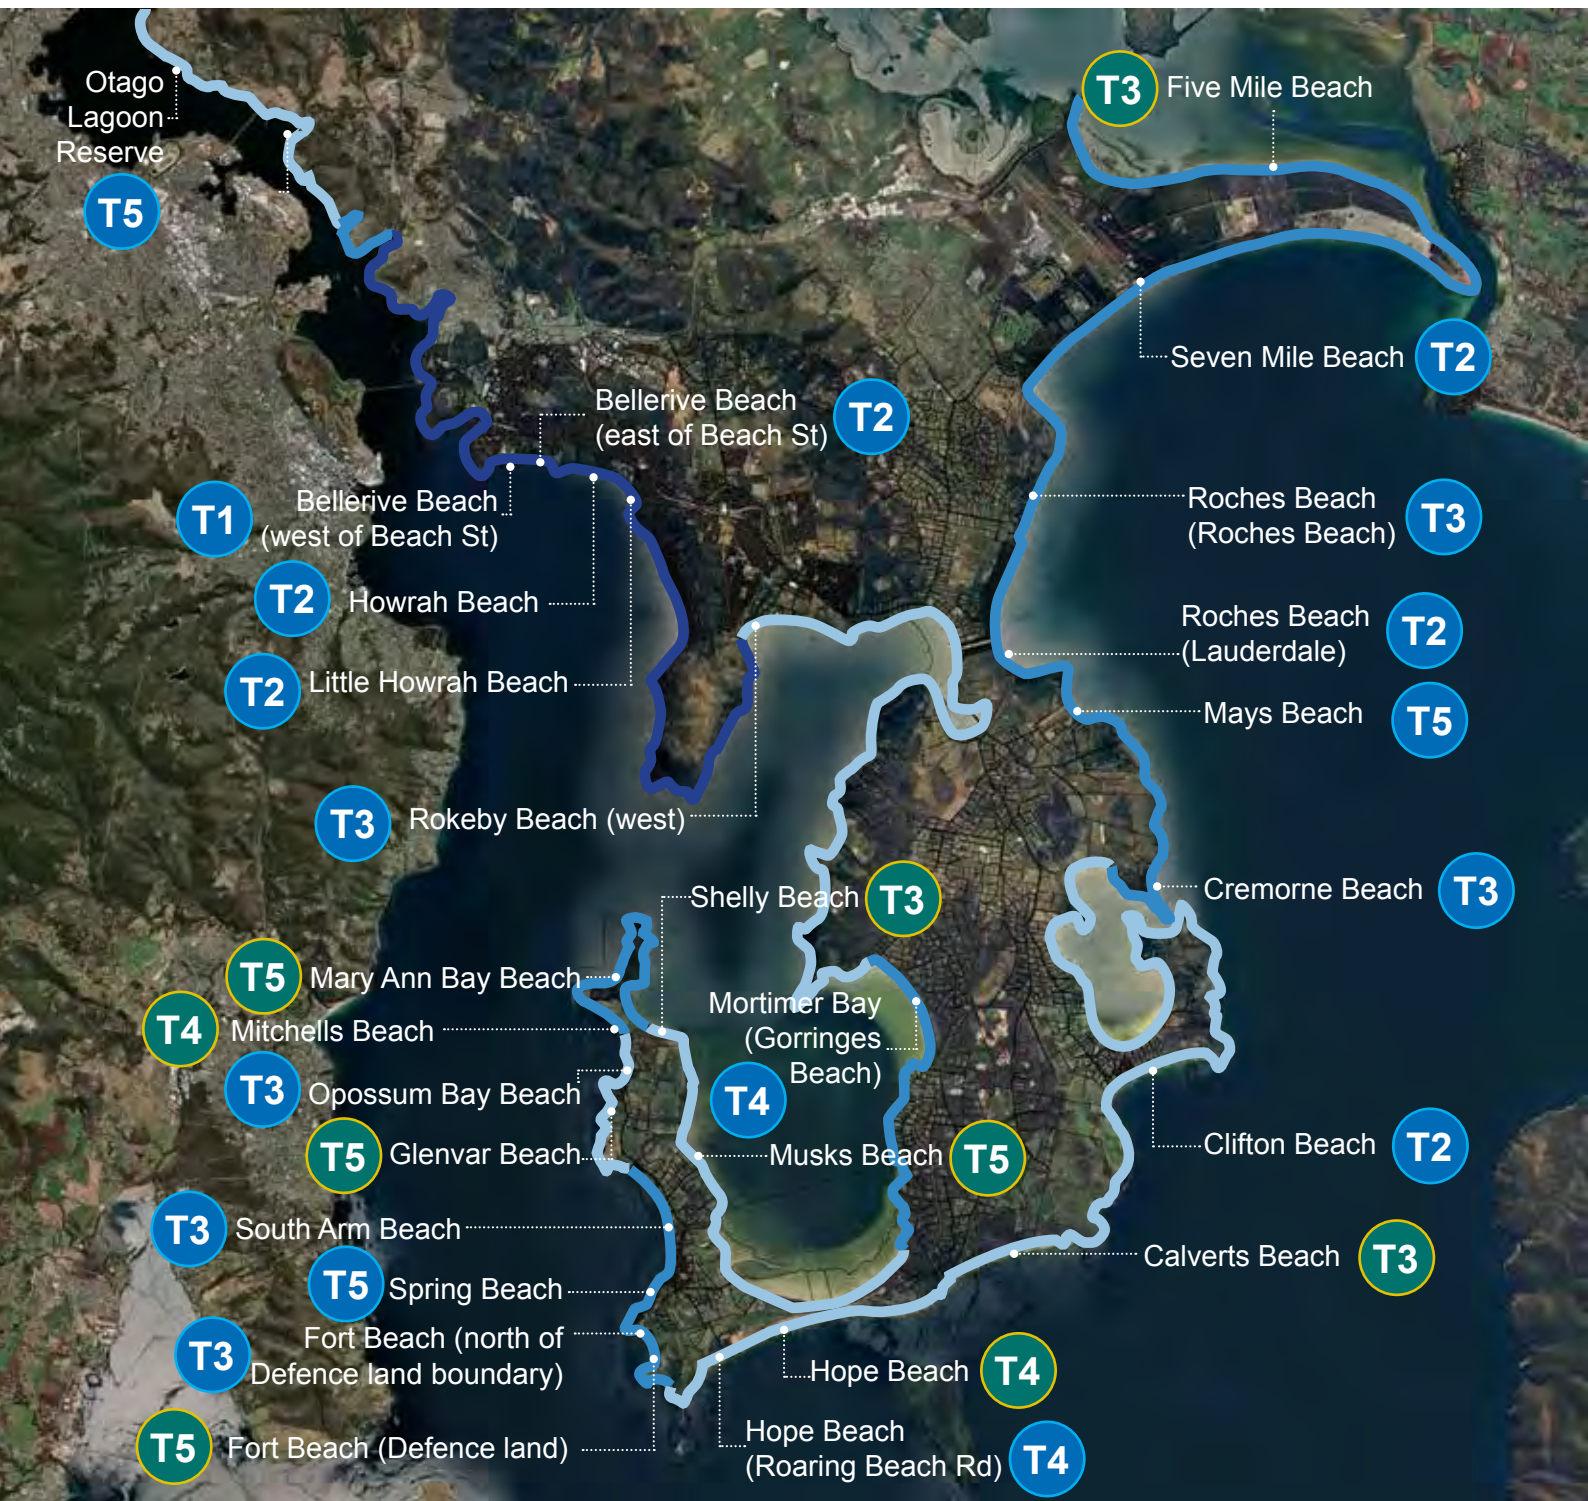 Otago
Lagoon
Reserve
T5
T3 Five Mile Beach
Seven Mile Beach T2
Bellerive Beach
(east of Beach St)
T2
T1
Bellerive Beach
(west of Beach St)
Roches Beach
(Roches Beach)
T3
T2 Howrah Beach
Roches Beach
(Lauderdale)
T2
T2 Little Howrah Beach
Mays Beach T5
T3 Rokeby Beach (west)
Shelly Beach T3
Cremorne Beach T3
T5 Mary Ann Bay Beach
T4 Mitchells Beach
Mortimer Bay
(Gorringes
Beach)
T4
T3 Opossum Bay Beach
T5 Glenvar Beach
Musks Beach T5
Clifton Beach T2
T3 South Arm Beach
Calverts Beach T3
T5 Spring Beach
T3
Fort Beach (north of
Defence land boundary)
Hope Beach T4
T5 Fort Beach (Defence land)
Hope Beach
(Roaring Beach Rd)
T4